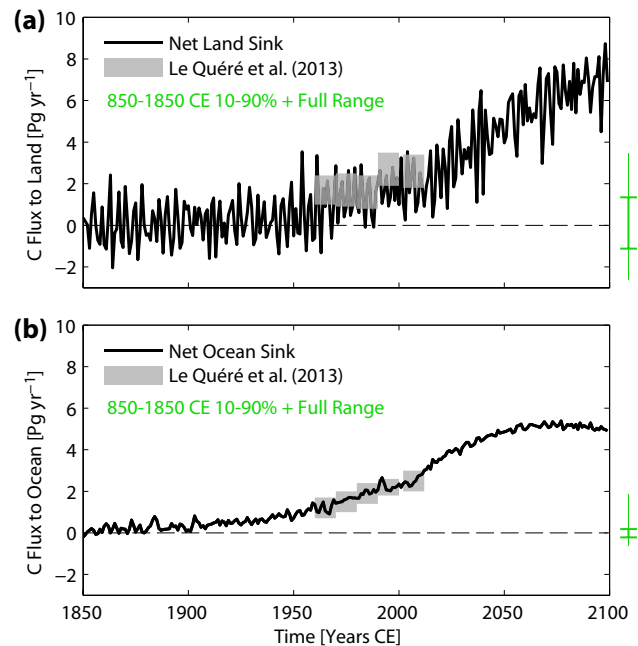 (a)
10
8
6
4
2
0
−2
C Flux to Land [Pg yr−1]
Net Land Sink
Le Quéré et al. (2013)
850-1850 CE 10-90% + Full Range
(b)
10
8
6
4
2
0
−2
C Flux to Ocean [Pg yr−1]
Net Ocean Sink
Le Quéré et al. (2013)
850-1850 CE 10-90% + Full Range
1850 1900 1950 2000 2050 2100
Time [Years CE]